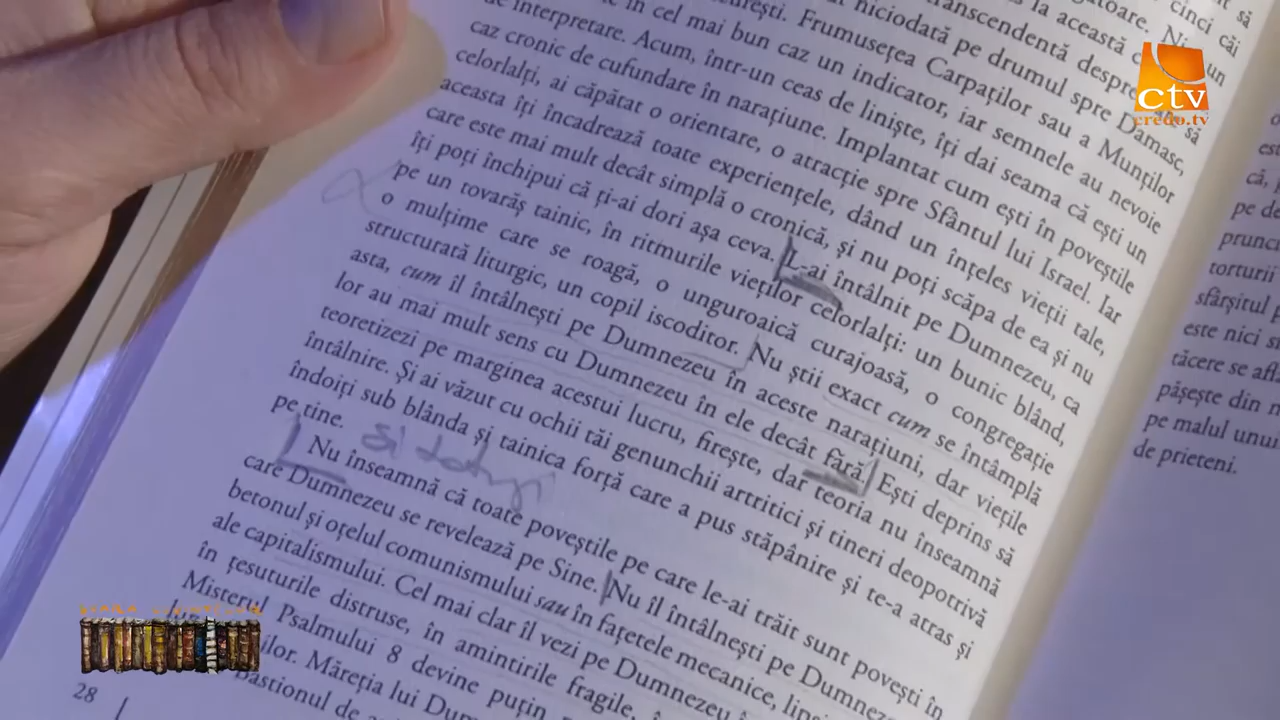 cinci căi
niciodată pe drumul spre Damasc,
în cel mai bun caz un indicator, iar semnele au nevoie
de interpretare. Acum, într-un ceas de liniște, îți dai seama că ești un
caz cronic de cufundare în narațiune. Implantat cum ești în poveștile
celorlalți, ai căpătat o orientare, o atracție spre Sfântul lui Israel. Iar
aceasta îți încadrează toate experiențele, dând un înțeles vieții tale,
care este mai mult decât simplă o cronică, și nu poți scăpa de ea și nu
îți poți închipui că ți-ai dori așa ceva. L-ai întâlnit pe Dumnezeu, ca
pe un tovarăș tainic, în ritmurile vieților celorlalți: un bunic blând,
o mulțime care se roagă, o unguroaică curajoasă, o congregație
structurată liturgic, un copil iscoditor. Nu știi exact cum se întâmplă
asta, cum îl întâlnești pe Dumnezeu în aceste narațiuni, dar viețile
lor au mai mult sens cu Dumnezeu în ele decât fără. Ești deprins să
teoretizezi pe marginea acestui lucru, firește, dar teoria nu înseamnă
întâlnire. Și ai văzut cu ochii tăi genunchii artritici și tineri deopotrivă
îndoiți sub blânda și tainica forță care a pus stăpânire și te-a atras și
pe tine.
Nu înseamnă că toate poveștile pe care le-ai trăit sunt povești în
care Dumnezeu se revelează pe Sine. Nu îl întâlnești pe Dumnez
betonul și oțelul comunismului sau în fațetele mecanice, lips
ale capitalismului. Cel mai clar îl vezi pe Dumnezeu î
în țesuturile distruse, în amintirile fragile,
Misterul Psalmului 8 devine puțin
ilor. Măreția lui Dum
Bastionul de
28
că,
pe de
prunc
torturii
sfârșitul p
este nici s
tăcere se afl
pășește din
pe malul unui
de prieteni.
ctv
credo.tv